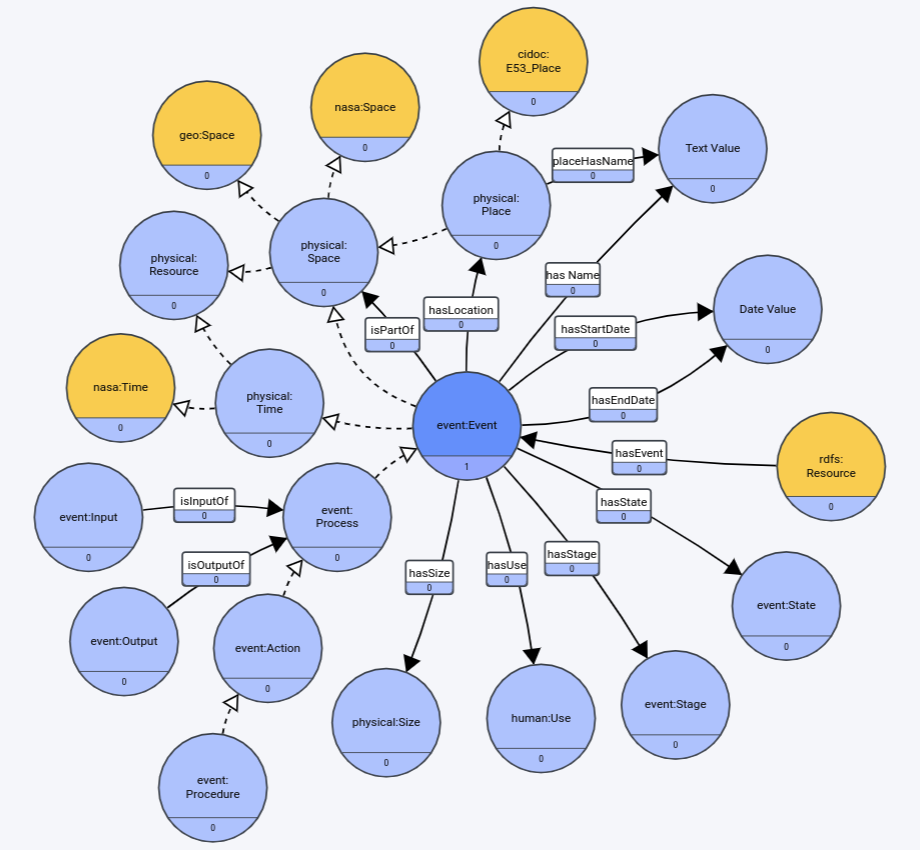 cidoc:
E53_Place
0
nasa:Space
0
geo:Space
0
Text Value
0
placeHasName
0
physical:
Place
0
physical:
Space
0
physical:
Resource
0
has Name
0
Date Value
0
hasLocation
0
isPartOf
0
hasStartDate
0
nasa:Time
0
physical:
Time
0
hasEndDate
0
event:Event
1
hasEvent
0
rdfs:
Resource
0
isInputOf
0
event:Input
0
event:
Process
0
hasState
0
isOutputOf
0
hasSize
0
hasUse
0
hasStage
0
event:State
0
event:Output
0
event:Action
0
physical:Size
0
human:Use
0
event:Stage
0
event:
Procedure
0